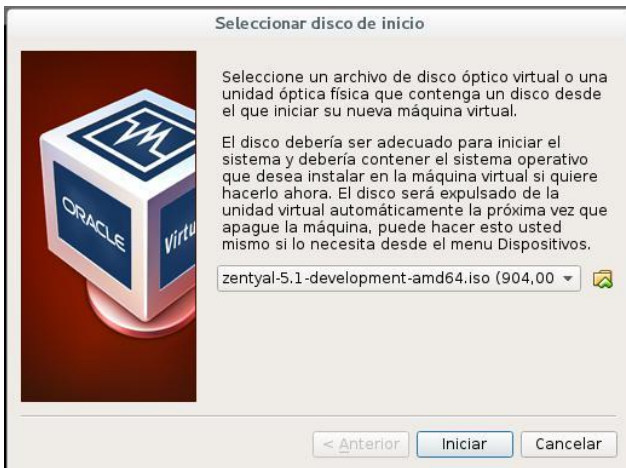 Seleccionar disco de inicio
Seleccione un archivo de disco óptico virtual o una
unidad óptica física que contenga un disco desde
el que iniciar su nueva máquina virtual.
El disco debería ser adecuado para iniciar el
sistema y debería contener el sistema operativo
que desea instalar en la máquina virtual si quiere
hacerlo ahora. El disco será expulsado de la
unidad virtual automáticamente la próxima vez que
apague la máquina, puede hacer esto usted
mismo si lo necesita desde el menu Dispositivos.
ORACLE
Virtu
zentyal-5.1-development-amd64.iso (904,00
< Anterior
Iniciar
Cancelar